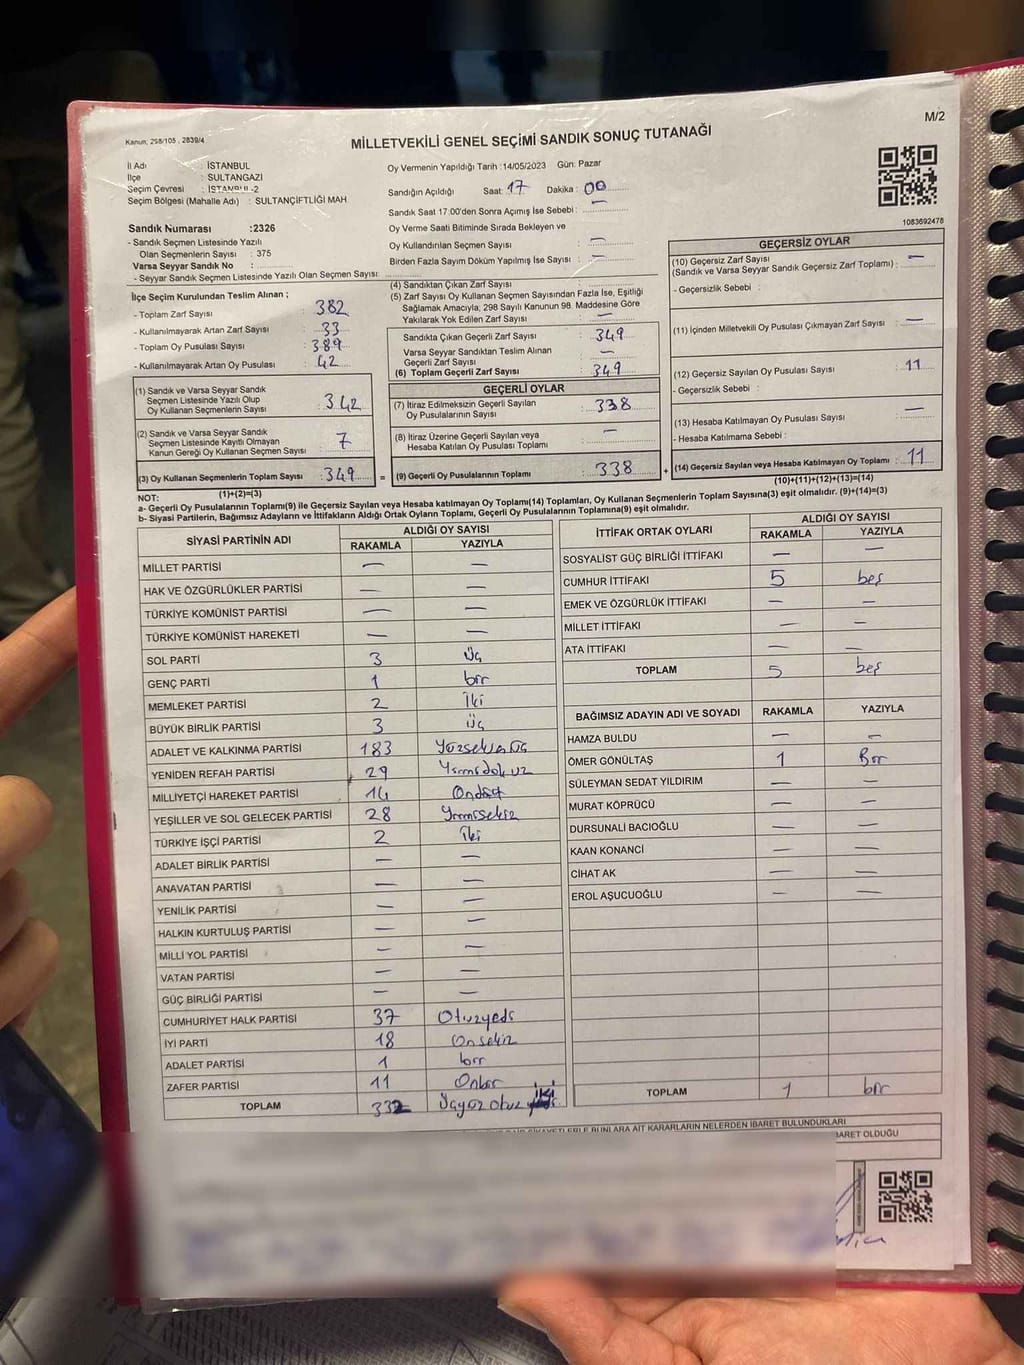 M/2
Kanun; 298/105 , 2839/4
MİLLETVEKİLİ GENEL SEÇİMİ SANDIK SONUÇ TUTANAĞI
İl Adı : İSTANBUL
İlçe : SULTANGAZİ
Seçim Çevresi : İSTANBUL-2
Seçim Bölgesi (Mahalle Adı) : SULTANÇİFTLİĞİ MAH
Oy Vermenin Yapıldığı Tarih :14/05/2023 Gün: Pazar
Sandığın Açıldığı Saat: 17 Dakika : 00
Sandık Saat 17:00'den Sonra Açımış İse Sebebi : —
1083692478
Sandık Numarası :2326
- Sandık Seçmen Listesinde Yazılı
Olan Seçmenlerin Sayısı : 375
Varsa Seyyar Sandık No :
- Seyyar Sandık Seçmen Listesinde Yazılı Olan Seçmen Sayısı:
Oy Verme Saati Bitiminde Sırada Bekleyen ve
Oy Kullandırılan Seçmen Sayısı : —
Birden Fazla Sayım Döküm Yapılmış İse Sayısı : —
İlçe Seçim Kurulundan Teslim Alınan ;
- Toplam Zarf Sayısı : 382
- Kullanılmayarak Artan Zarf Sayısı : 33
- Toplam Oy Pusulası Sayısı : 389
- Kullanılmayarak Artan Oy Pusulası : 42
(1) Sandık ve Varsa Seyyar Sandık
Seçmen Listesinde Yazılı Olup
Oy Kullanan Seçmenlerin Sayısı : 342
(2) Sandık ve Varsa Seyyar Sandık
Seçmen Listesinde Kayıtlı Olmayan
Kanun Gereği Oy Kullanan Seçmen Sayısı : 7
(3) Oy Kullanan Seçmenlerin Toplam Sayısı : 349 =
(1)+(2)=(3)
(4) Sandıktan Çıkan Zarf Sayısı :
(5) Zarf Sayısı Oy Kullanan Seçmen Sayısından Fazla İse, Eşitliği
Sağlamak Amacıyla; 298 Sayılı Kanunun 98. Maddesine Göre
Yakılarak Yok Edilen Zarf Sayısı : —
Sandıkta Çıkan Geçerli Zarf Sayısı : 349
Varsa Seyyar Sandıktan Teslim Alınan
Geçerli Zarf Sayısı : —
(6) Toplam Geçerli Zarf Sayısı : 349
GEÇERLİ OYLAR
(7) İtiraz Edilmeksizin Geçerli Sayılan
Oy Pusulalarının Sayısı : 338
(8) İtiraz Üzerine Geçerli Sayılan veya
Hesaba Katılan Oy Pusulası Toplamı : —
(9) Geçerli Oy Pusulalarının Toplamı : 338 +
GEÇERSİZ OYLAR
(10) Geçersiz Zarf Sayısı
(Sandık ve Varsa Seyyar Sandık Geçersiz Zarf Toplamı) : —
- Geçersizlik Sebebi :
(11) İçinden Milletvekili Oy Pusulası Çıkmayan Zarf Sayısı : —
(12) Geçersiz Sayılan Oy Pusulası Sayısı : 11
- Geçersizlik Sebebi :
(13) Hesaba Katılmayan Oy Pusulası Sayısı : —
- Hesaba Katılmama Sebebi :
(14) Geçersiz Sayılan veya Hesaba Katılmayan Oy Toplamı : 11
(10)+(11)+(12)+(13)=(14)
NOT:
a- Geçerli Oy Pusulalarının Toplamı(9) ile Geçersiz Sayılan veya Hesaba katılmayan Oy Toplamı(14) Toplamları, Oy Kullanan Seçmenlerin Toplam Sayısına(3) eşit olmalıdır. (9)+(14)=(3)
b- Siyasi Partilerin, Bağımsız Adayların ve İttifakların Aldığı Ortak Oyların Toplamı, Geçerli Oy Pusulalarının Toplamına(9) eşit olmalıdır.
SİYASİ PARTİNİN ADI ALDIĞI OY SAYISI
RAKAMLA YAZIYLA
MİLLET PARTİSİ — —
HAK VE ÖZGÜRLÜKLER PARTİSİ — —
TÜRKİYE KOMÜNİST PARTİSİ — —
TÜRKİYE KOMÜNİST HAREKETİ — —
SOL PARTİ 3 üç
GENÇ PARTİ 1 bir
MEMLEKET PARTİSİ 2 İki
BÜYÜK BİRLİK PARTİSİ 3 üç
ADALET VE KALKINMA PARTİSİ 183 Yüzseksenüç
YENİDEN REFAH PARTİSİ 29 Yirmidokuz
MİLLİYETÇİ HAREKET PARTİSİ 14 Ondört
YEŞİLLER VE SOL GELECEK PARTİSİ 28 Yirmisekiz
TÜRKİYE İŞÇİ PARTİSİ 2 iki
ADALET BİRLİK PARTİSİ — —
ANAVATAN PARTİSİ — —
YENİLİK PARTİSİ — —
HALKIN KURTULUŞ PARTİSİ — —
MİLLİ YOL PARTİSİ — —
VATAN PARTİSİ — —
GÜÇ BİRLİĞİ PARTİSİ — —
CUMHURİYET HALK PARTİSİ 37 Otuzyedi
İYİ PARTİ 18 Onsekiz
ADALET PARTİSİ 1 bir
ZAFER PARTİSİ 11 Onbir
TOPLAM 332 Üçyüz otuz iki
İTTİFAK ORTAK OYLARI ALDIĞI OY SAYISI
RAKAMLA YAZIYLA
SOSYALİST GÜÇ BİRLİĞİ İTTİFAKI — —
CUMHUR İTTİFAKI 5 beş
EMEK VE ÖZGÜRLÜK İTTİFAKI — —
MİLLET İTTİFAKI — —
ATA İTTİFAKI — —
TOPLAM 5 beş
BAĞIMSIZ ADAYIN ADI VE SOYADI RAKAMLA YAZIYLA
HAMZA BULDU — —
ÖMER GÖNÜLTAŞ 1 Bir
SÜLEYMAN SEDAT YILDIRIM — —
MURAT KÖPRÜCÜ — —
DURSUNALİ BACIOĞLU — —
KAAN KONANCİ — —
CİHAT AK — —
EROL AŞUCUOĞLU — —
TOPLAM 1 bir
BUNLARA AİT KARARLARIN NELERDEN İBARET BULUNDUKLARI
İBARET OLDUĞU